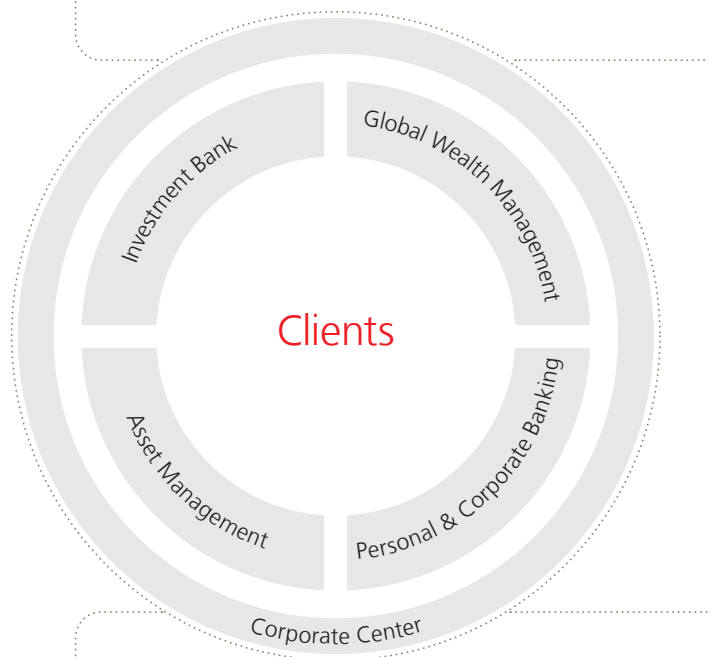 Investment Bank
Global Wealth Management
Clients
Asset Management
Personal & Corporate Banking
Corporate Center